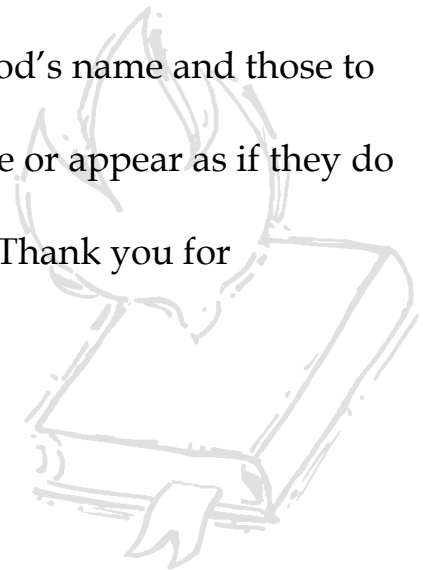 od’s name and those to
e or appear as if they do
Thank you for